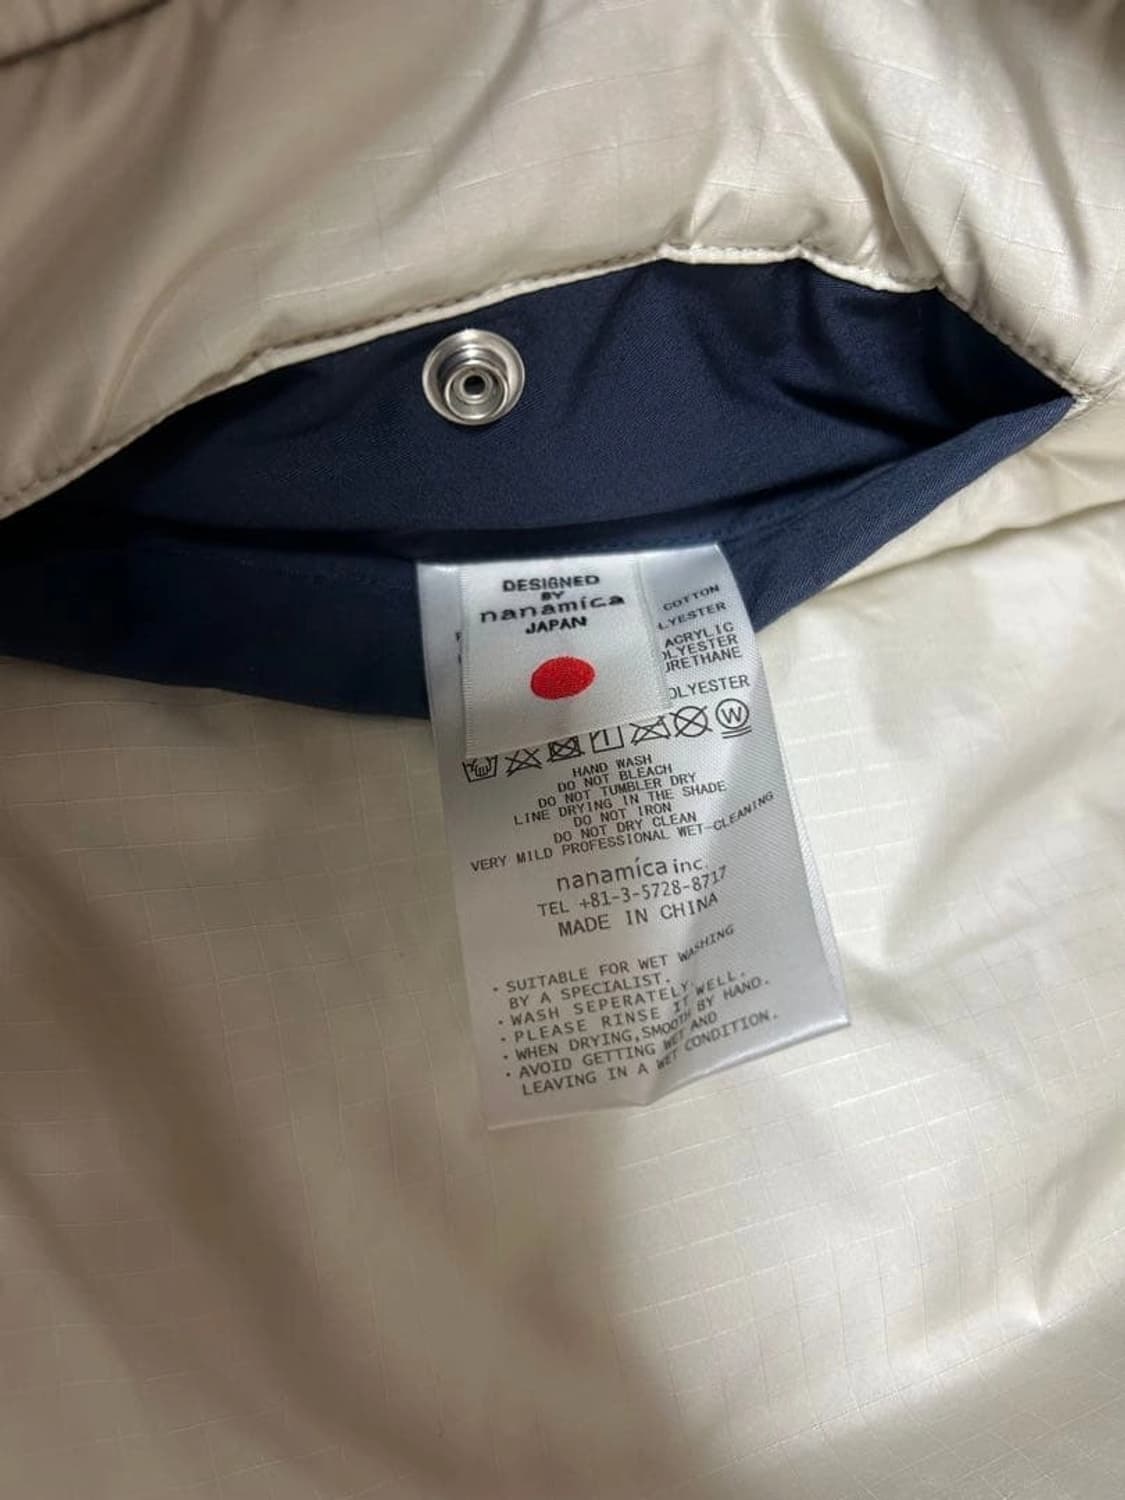 DESIGNED
BY
nanamíca
JAPAN
COTTON
LYESTER
ACRYLIC
OLYESTER
URETHANE
OLYESTER
W
HAND WASH
DO NOT BLEACH
DO NOT TUMBLER DRY
LINE DRYING IN THE SHADE
DO NOT IRON
DO NOT DRY CLEAN
VERY MILD PROFESSIONAL WET-CLEANING
nanamíca inc.
TEL +81-3-5728-8717
MADE IN CHINA
・SUITABLE FOR WET WASHING
BY A SPECIALIST.
・WASH SEPERATELY.
・PLEASE RINSE IT WELL.
・WHEN DRYING,SMOOTH BY HAND.
・AVOID GETTING WET AND
LEAVING IN A WET CONDITION.